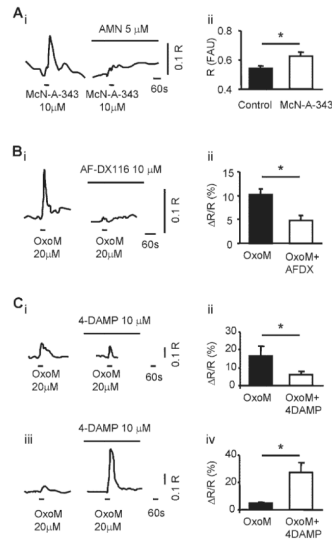 A
i
AMN 5 μM
McN-A-343
10μM
McN-A-343
10μM
60s
0.1 R
ii
R (FAU)
0.8
0.6
0.4
*
Control
McN-A-343
B
i
AF-DX116 10 μM
OxoM
20μM
OxoM
20μM
60s
0.1 R
ii
ΔR/R (%)
15
10
5
0
*
OxoM
OxoM+
AFDX
C
i
4-DAMP 10 μM
OxoM
20μM
OxoM
20μM
60s
0.1 R
ii
ΔR/R (%)
30
20
10
0
*
OxoM
OxoM+
4DAMP
iii
4-DAMP 10 μM
OxoM
20μM
OxoM
20μM
60s
0.1 R
iv
ΔR/R (%)
40
20
0
*
OxoM
OxoM+
4DAMP